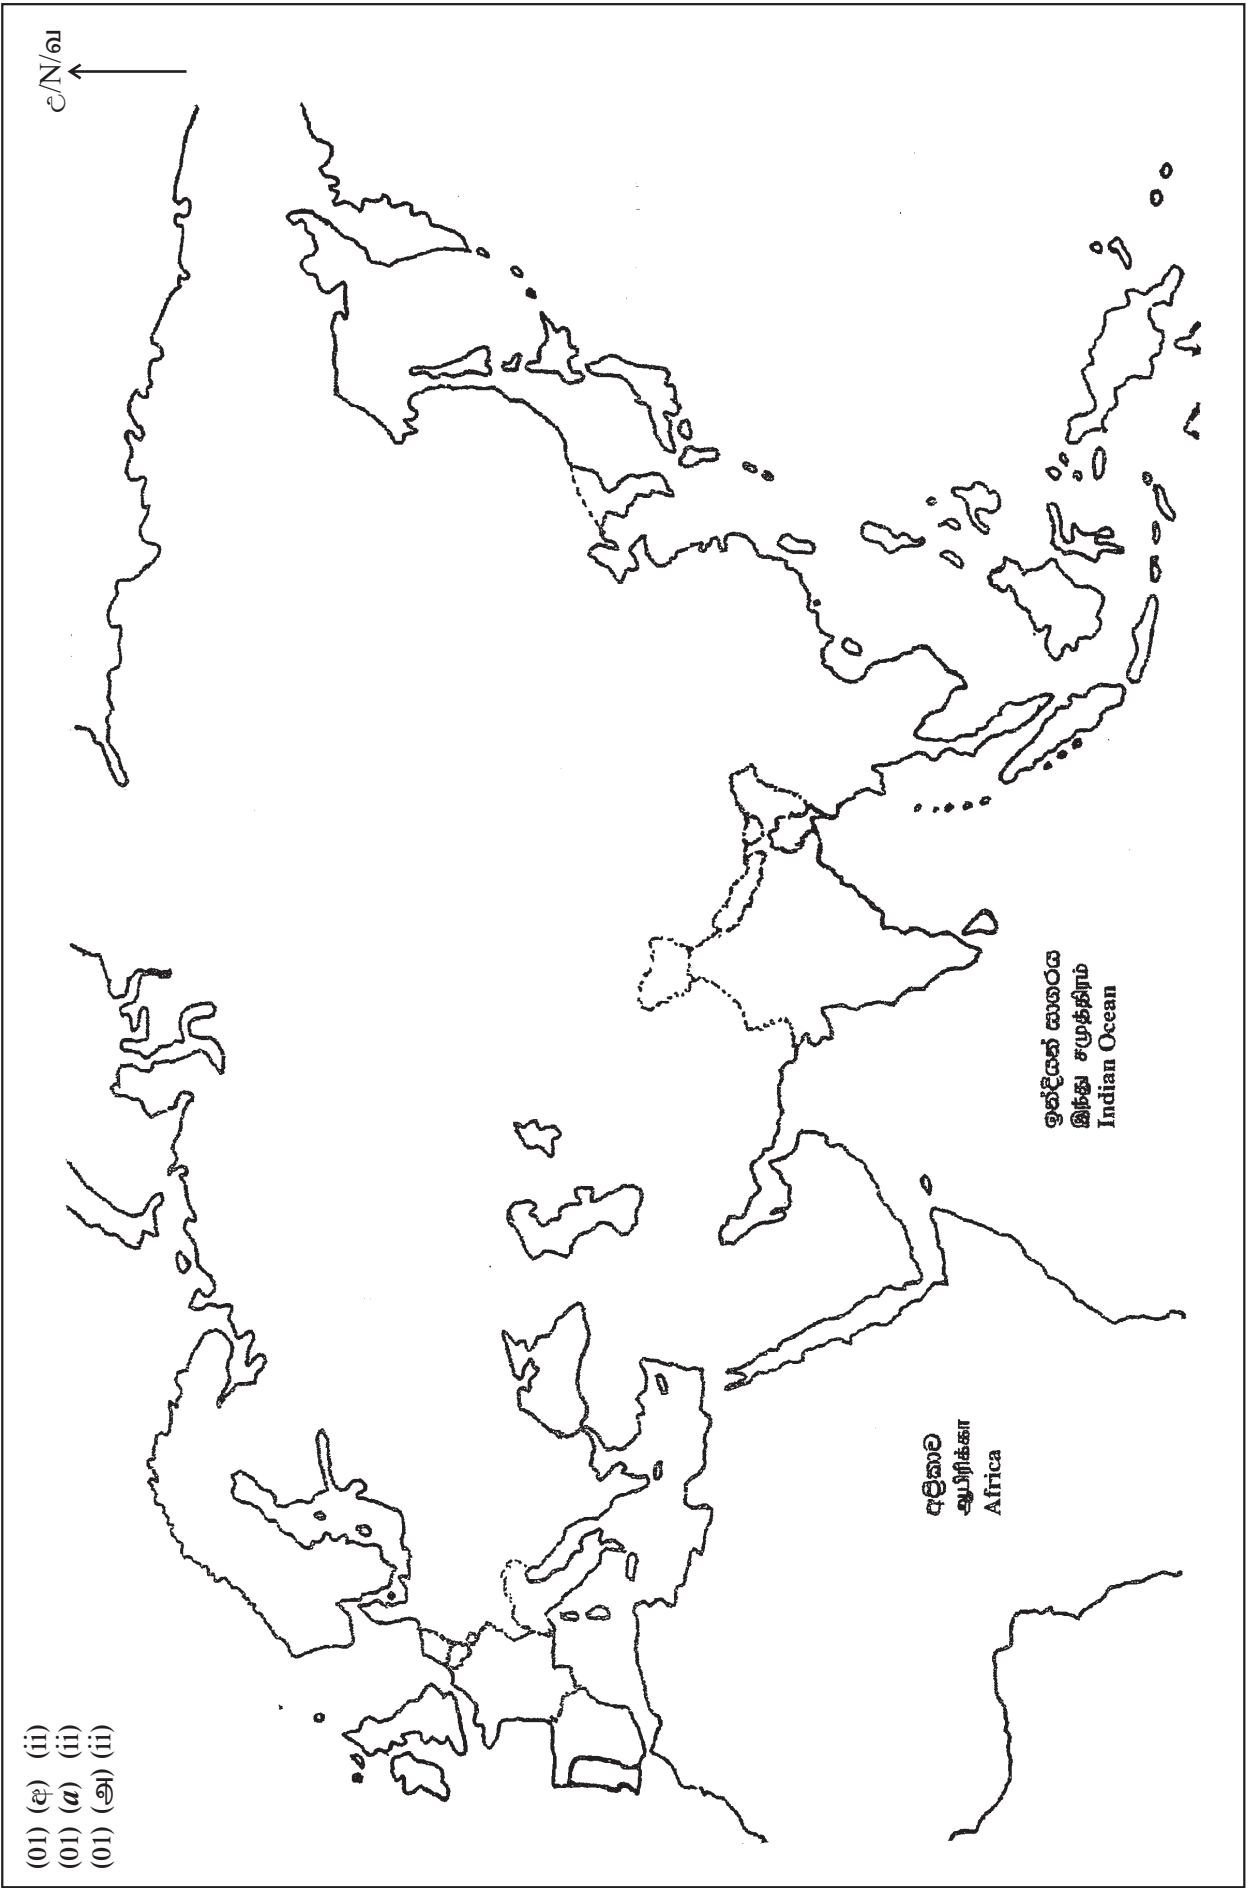 (01) (අ) (ii)
(01) (a) (ii)
(01) (அ) (ii)
උ/N/வ
ඉන්දියන් සාගරය
இந்து சமுத்திரம்
Indian Ocean
අප්‍රිකාව
ஆபிரிக்கா
Africa